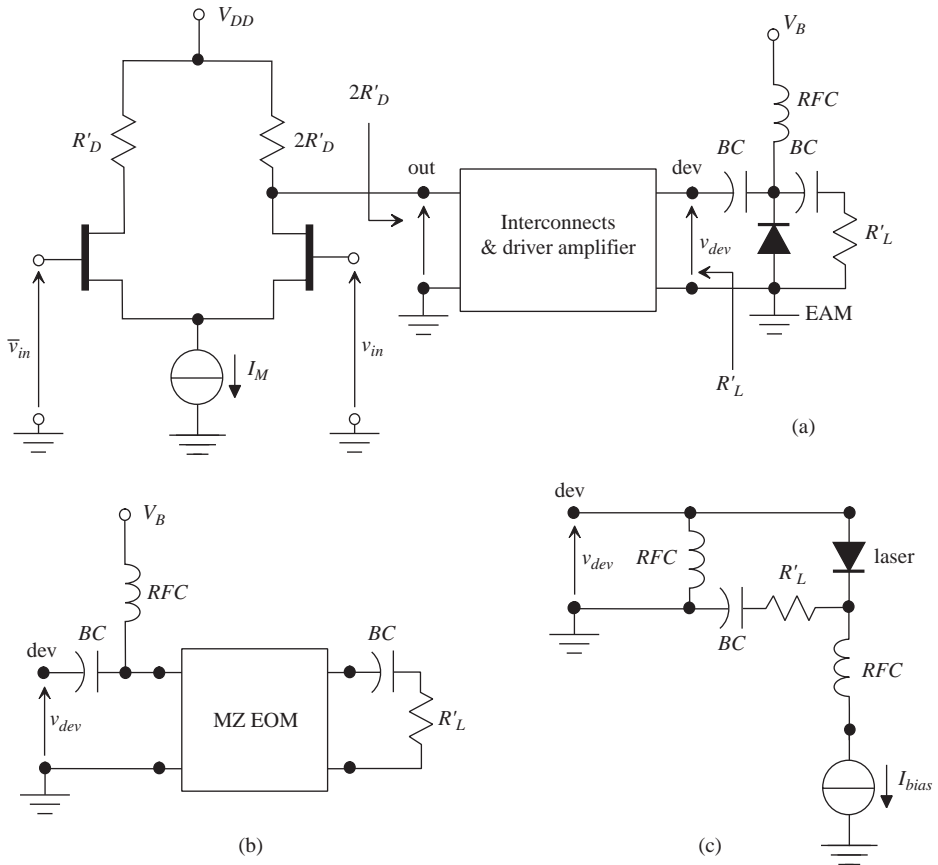 V_DD
V_B
2R'_D
RFC
R'_D
2R'_D
BC
BC
out
dev
Interconnects
& driver amplifier
v_dev
R'_L
EAM
v̅_in
v_in
I_M
R'_L
(a)
V_B
RFC
BC
dev
BC
v_dev
MZ EOM
R'_L
(b)
dev
v_dev
RFC
laser
R'_L
BC
RFC
I_bias
(c)